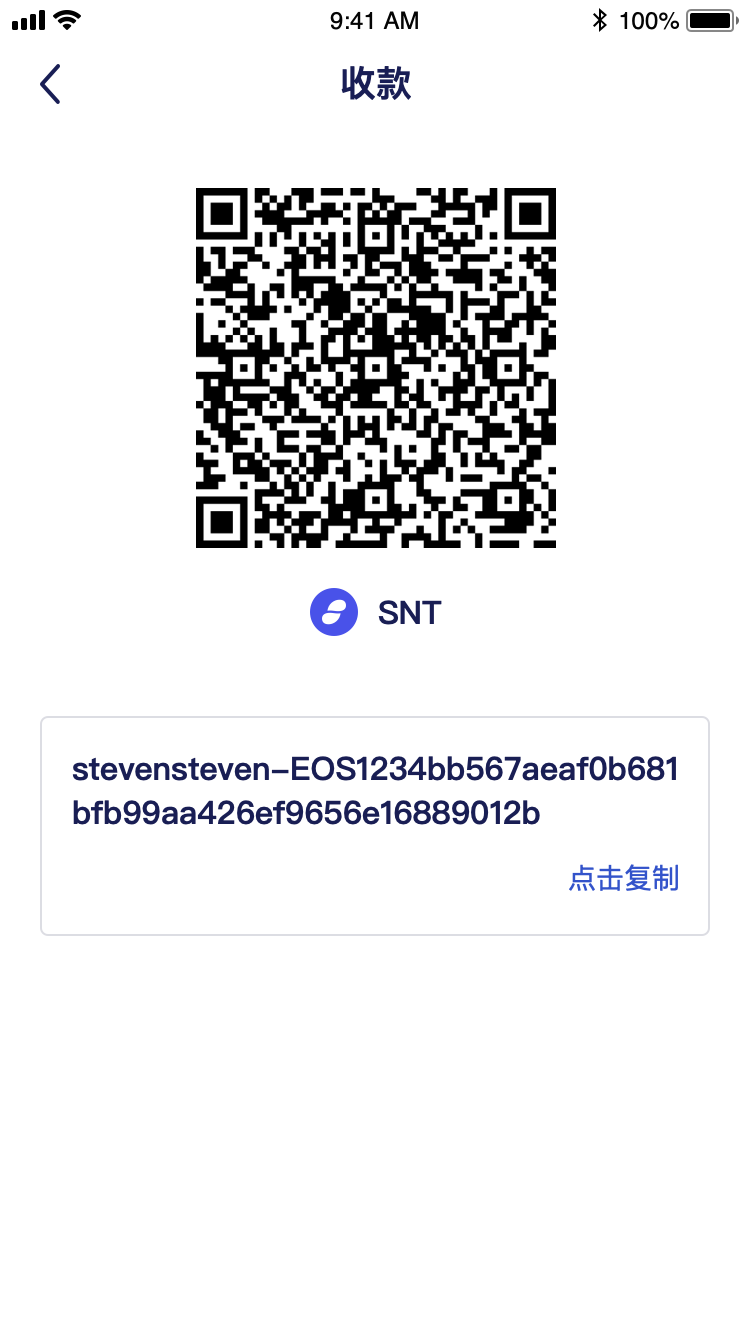 9:41 AM
100%
收款
SNT
stevensteven–EOS1234bb567aeaf0b681
bfb99aa426ef9656e16889012b
点击复制